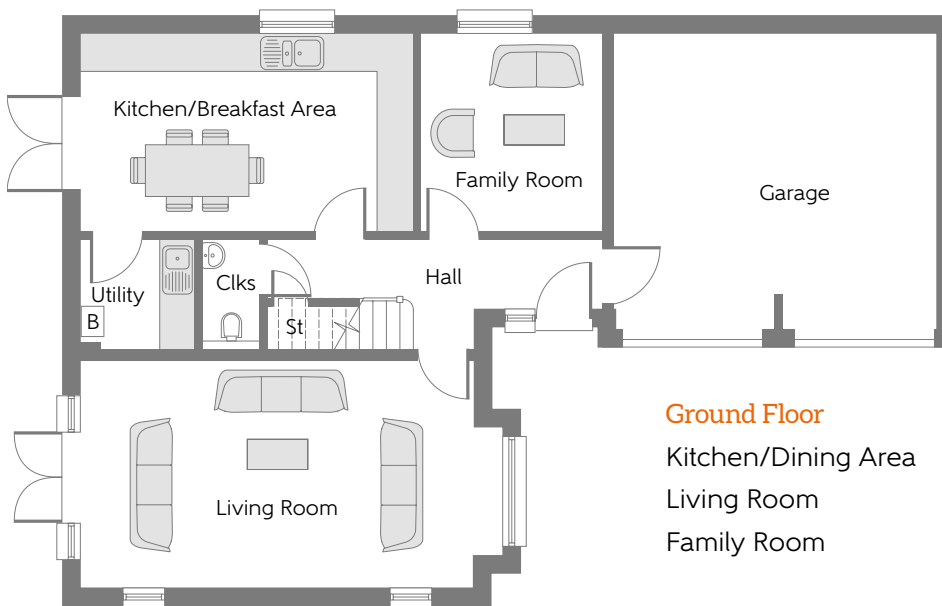 Kitchen/Breakfast Area
Family Room
Garage
Utility
Clks
Hall
B
St
Living Room
Ground Floor
Kitchen/Dining Area
Living Room
Family Room